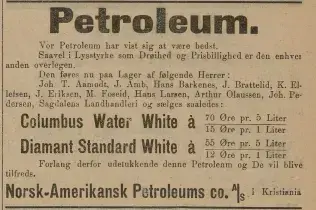 Petroleum.
Vor Petroleum har vist sig at være bedst.
Saavel i Lysstyrke som Drøihed og Prisbillighed er den enhver
anden overlegen.
Den føres nu paa Lager af følgende Herrer:
Joh T. Aamodt, J. Amb, Hans Barknes, J. Brattelid, K. El-
lefsen, J. Eriksen, M. Foseid, Hans Larsen, Arthur Olaussen, Joh. Pe-
dersen, Sagdalens Landhandleri og sælges saaledes:
Columbus Water White à 70 Øre pr. 5 Liter
15 Øre pr. 1 Liter
Diamant Standard White à 55 Øre pr. 5 Liter
12 Øre pr. 1 Liter
Forlang derfor udtrukkende denne Petroleum og De vil blive
tilfreds.
Norsk-Amerikansk Petroleums co. A/S i Kristiania